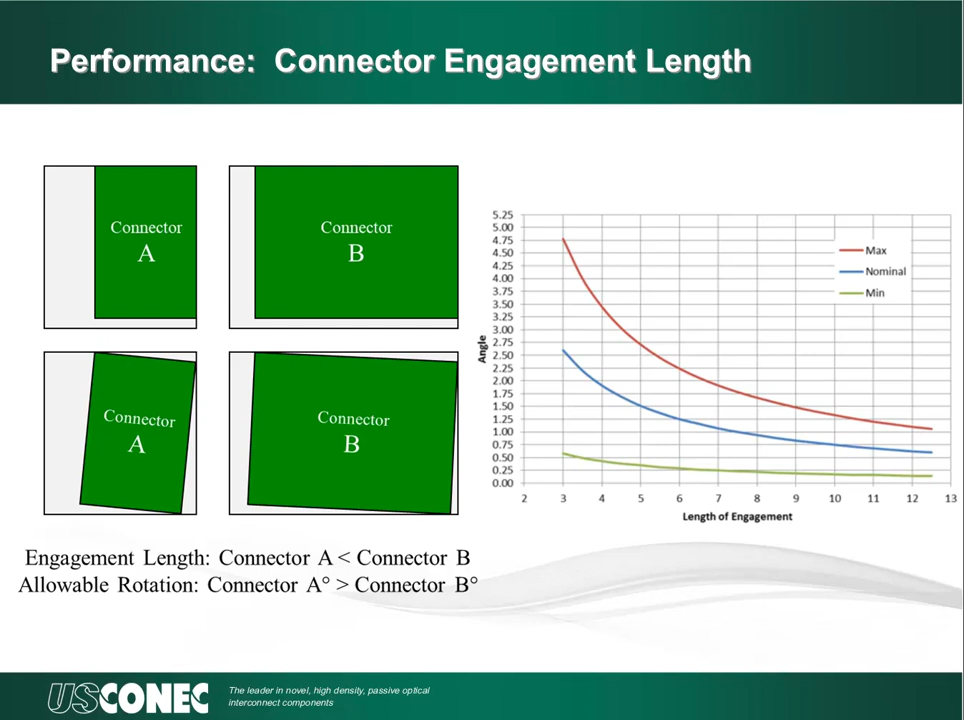 Performance: Connector Engagement Length
Connector
A
Connector
B
Connector
A
Connector
B
Engagement Length: Connector A < Connector B
Allowable Rotation: Connector A° > Connector B°
5.25
5.00
4.75
4.50
4.25
4.00
3.75
3.50
3.25
3.00
2.75
2.50
2.25
2.00
1.75
1.50
1.25
1.00
0.75
0.50
0.25
0.00
Angle
Max
Nominal
Min
2 3 4 5 6 7 8 9 10 11 12 13
Length of Engagement
USCONEC
The leader in novel, high density, passive optical
interconnect components